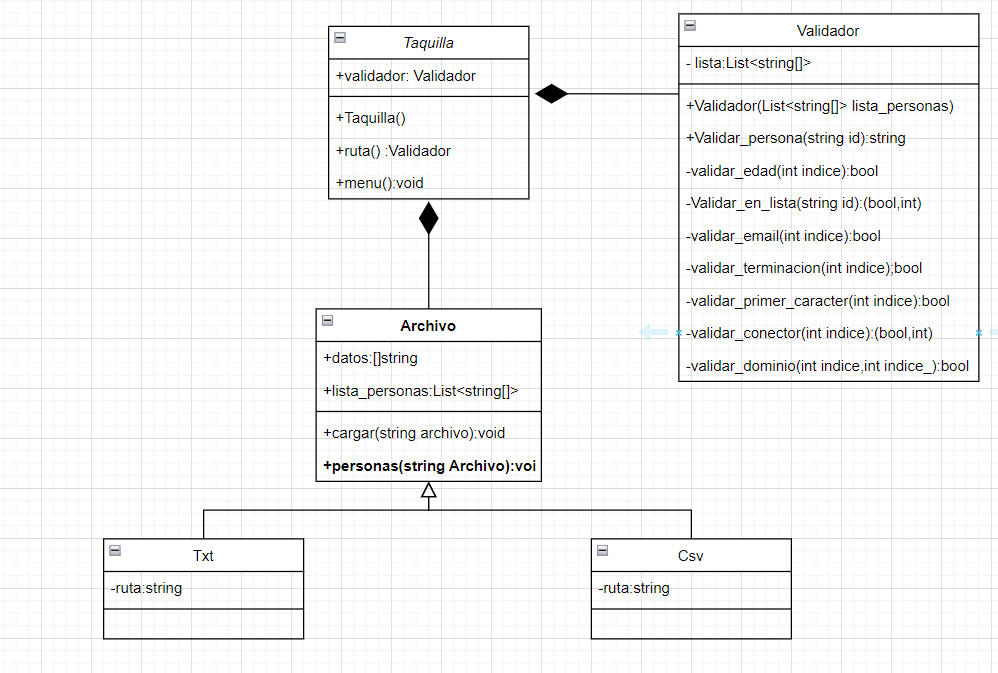 Taquilla
+validador: Validador
+Taquilla()
+ruta() :Validador
+menu():void
Validador
- lista:List<string[]>
+Validador(List<string[]> lista_personas)
+Validar_persona(string id):string
-validar_edad(int indice):bool
-Validar_en_lista(string id):(bool,int)
-validar_email(int indice):bool
-validar_terminacion(int indice);bool
-validar_primer_caracter(int indice):bool
-validar_conector(int indice):(bool,int)
-validar_dominio(int indice,int indice_):bool
Archivo
+datos:[]string
+lista_personas:List<string[]>
+cargar(string archivo):void
+personas(string Archivo):voi
Txt
-ruta:string
Csv
-ruta:string